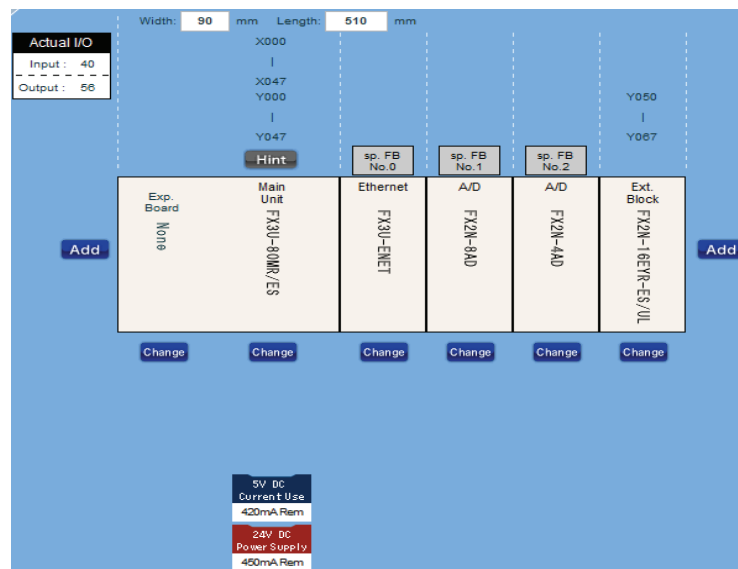 Width: 90 mm Length: 510 mm
Actual I/O
Input : 40
Output : 56
X000
|
X047
Y000
|
Y047
Y050
|
Y067
Hint
sp. FB
No.0
sp. FB
No.1
sp. FB
No.2
Exp.
Board
None
Main
Unit
FX3U-80MR/ES
Ethernet
FX3U-ENET
A/D
FX2N-8AD
A/D
FX2N-4AD
Ext.
Block
FX2N-16EYR-ES/UL
Add
Add
Change
Change
Change
Change
Change
Change
5V DC
Current Use
420mA Rem
24V DC
Power Supply
450mA Rem